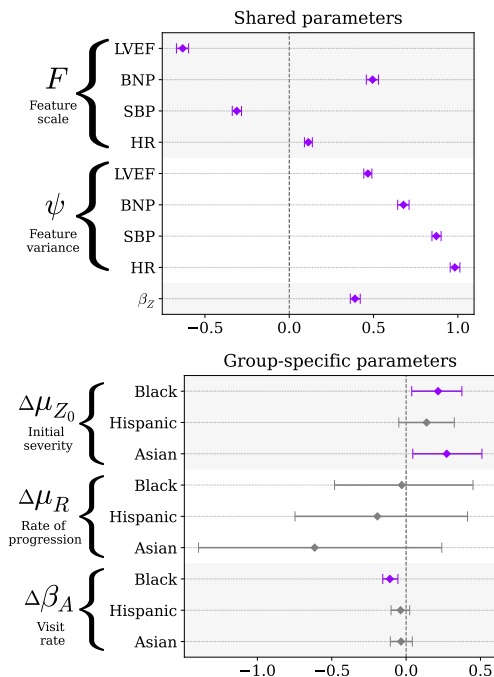 Shared parameters
F
Feature
scale
LVEF
BNP
SBP
HR
ψ
Feature
variance
LVEF
BNP
SBP
HR
β_Z
−0.5 0.0 0.5 1.0
Group-specific parameters
Δμ_{Z_0}
Initial
severity
Black
Hispanic
Asian
Δμ_R
Rate of
progression
Black
Hispanic
Asian
Δβ_A
Visit
rate
Black
Hispanic
Asian
−1.0 −0.5 0.0 0.5